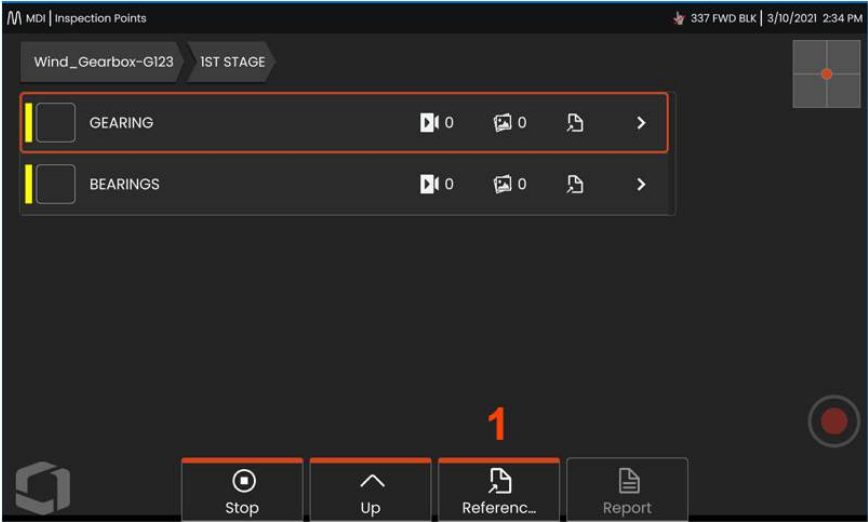 MDI | Inspection Points
337 FWD BLK | 3/10/2021 2:34 PM
Wind_Gearbox-G123 1ST STAGE
GEARING 0 0
BEARINGS 0 0
1
Stop Up Referenc... Report